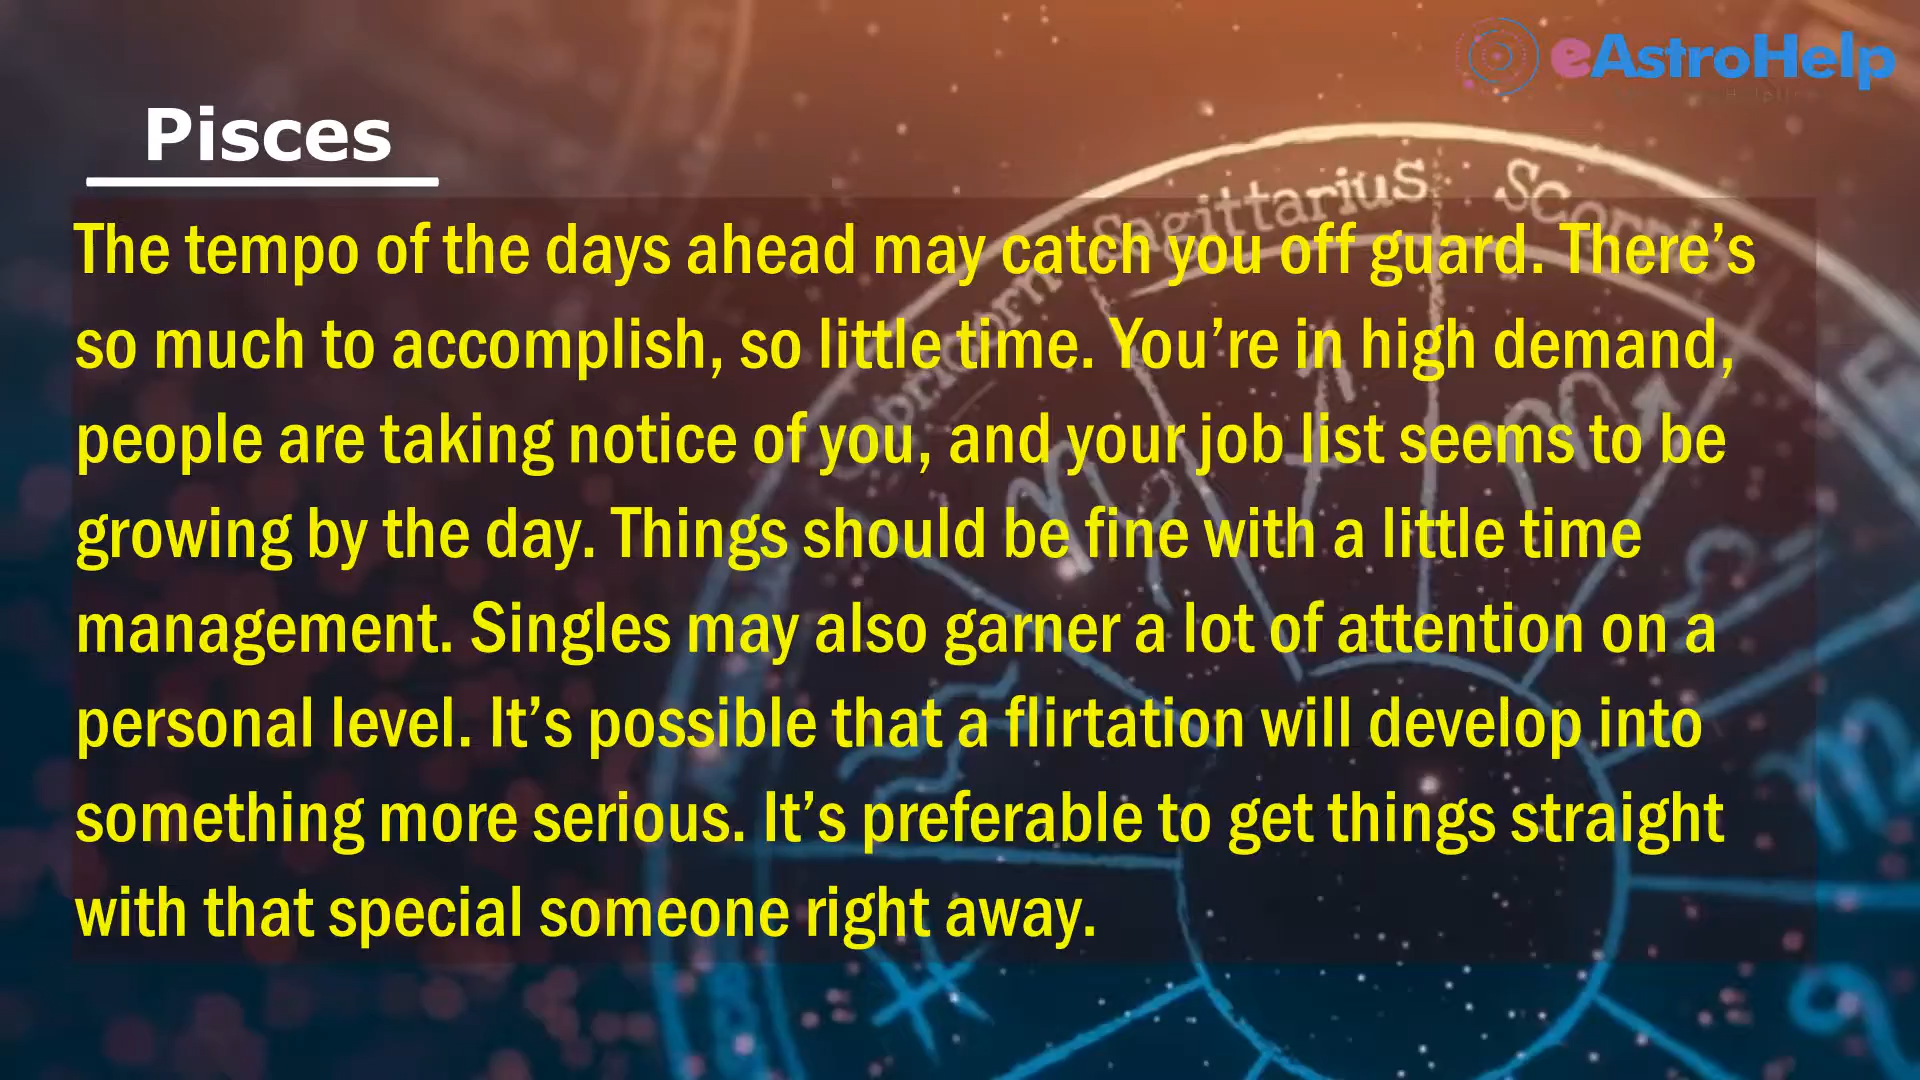 eAstroHelp
Pisces
Sagittarius
The tempo of the days ahead may catch you off guard. There’s
so much to accomplish, so little time. You’re in high demand,
people are taking notice of you, and your job list seems to be
growing by the day. Things should be fine with a little time
management. Singles may also garner a lot of attention on a
personal level. It’s possible that a flirtation will develop into
something more serious. It’s preferable to get things straight
with that special someone right away.